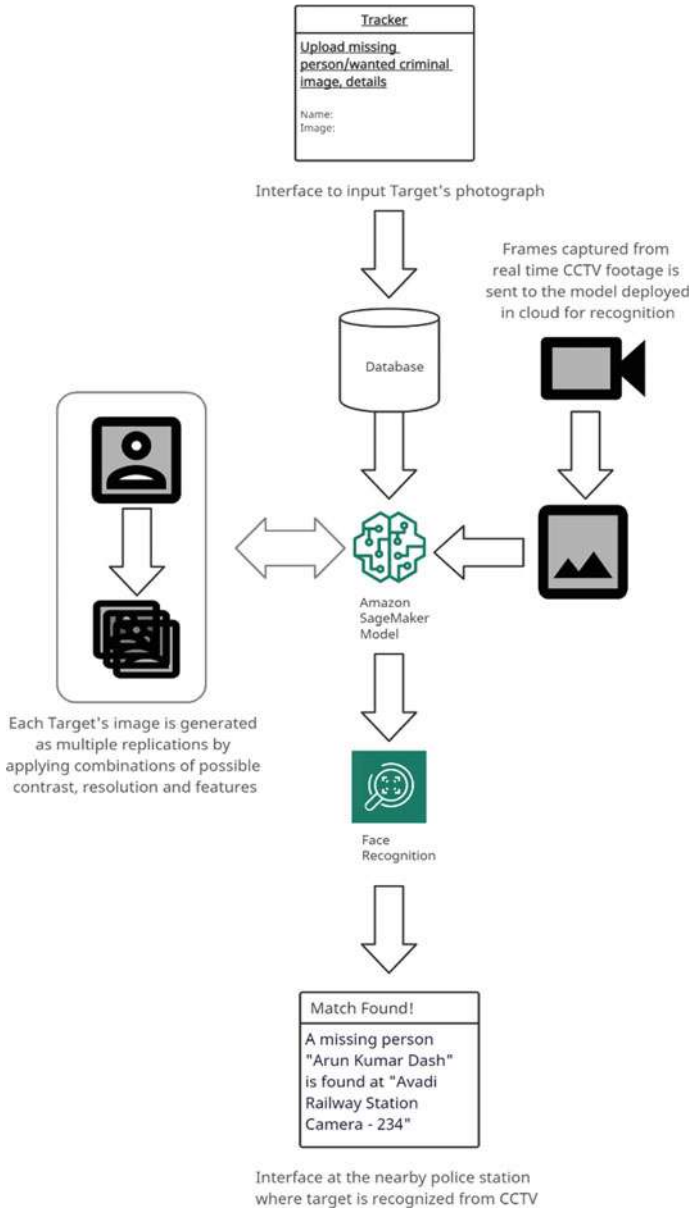 Tracker
Upload missing
person/wanted criminal
image, details
Name:
Image:
Interface to input Target's photograph
Frames captured from
real time CCTV footage is
sent to the model deployed
in cloud for recognition
Database
Amazon
SageMaker
Model
Each Target's image is generated
as multiple replications by
applying combinations of possible
contrast, resolution and features
Face
Recognition
Match Found!
A missing person
"Arun Kumar Dash"
is found at "Avadi
Railway Station
Camera - 234"
Interface at the nearby police station
where target is recognized from CCTV